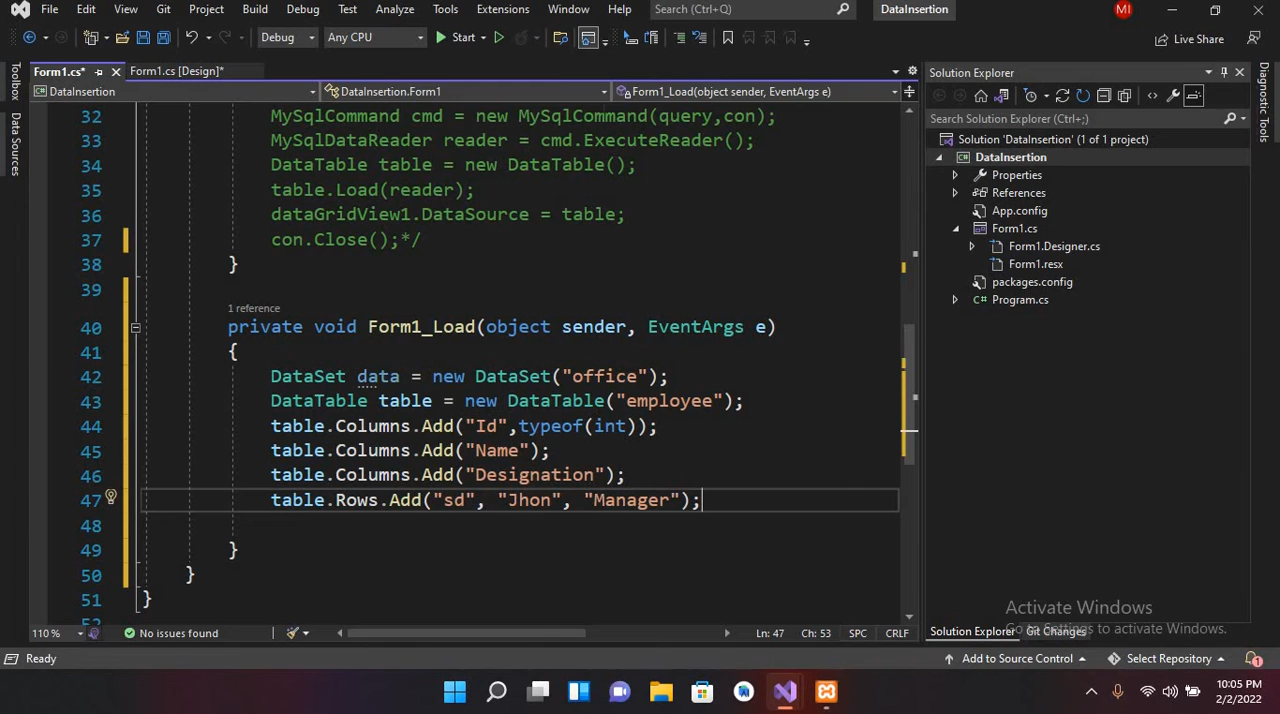 File Edit View Git Project Build Debug Test Analyze Tools Extensions Window Help Search (Ctrl+Q) DataInsertion MI
Debug Any CPU Start Live Share
Toolbox
Data Sources
Form1.cs* Form1.cs [Design]*
DataInsertion DataInsertion.Form1 Form1_Load(object sender, EventArgs e)
32 MySqlCommand cmd = new MySqlCommand(query,con);
33 MySqlDataReader reader = cmd.ExecuteReader();
34 DataTable table = new DataTable();
35 table.Load(reader);
36 dataGridView1.DataSource = table;
37 con.Close();*/
38 }
39
1 reference
40 private void Form1_Load(object sender, EventArgs e)
41 {
42 DataSet data = new DataSet("office");
43 DataTable table = new DataTable("employee");
44 table.Columns.Add("Id",typeof(int));
45 table.Columns.Add("Name");
46 table.Columns.Add("Designation");
47 table.Rows.Add("sd", "Jhon", "Manager");
48
49 }
50 }
51 }
52
110 % No issues found Ln: 47 Ch: 53 SPC CRLF
Solution Explorer
Search Solution Explorer (Ctrl+;)
Solution 'DataInsertion' (1 of 1 project)
DataInsertion
Properties
References
App.config
Form1.cs
Form1.Designer.cs
Form1.resx
packages.config
Program.cs
Diagnostic Tools
Activate Windows
Go to Settings to activate Windows.
Solution Explorer Git Changes
Ready Add to Source Control Select Repository 1
10:05 PM
2/2/2022